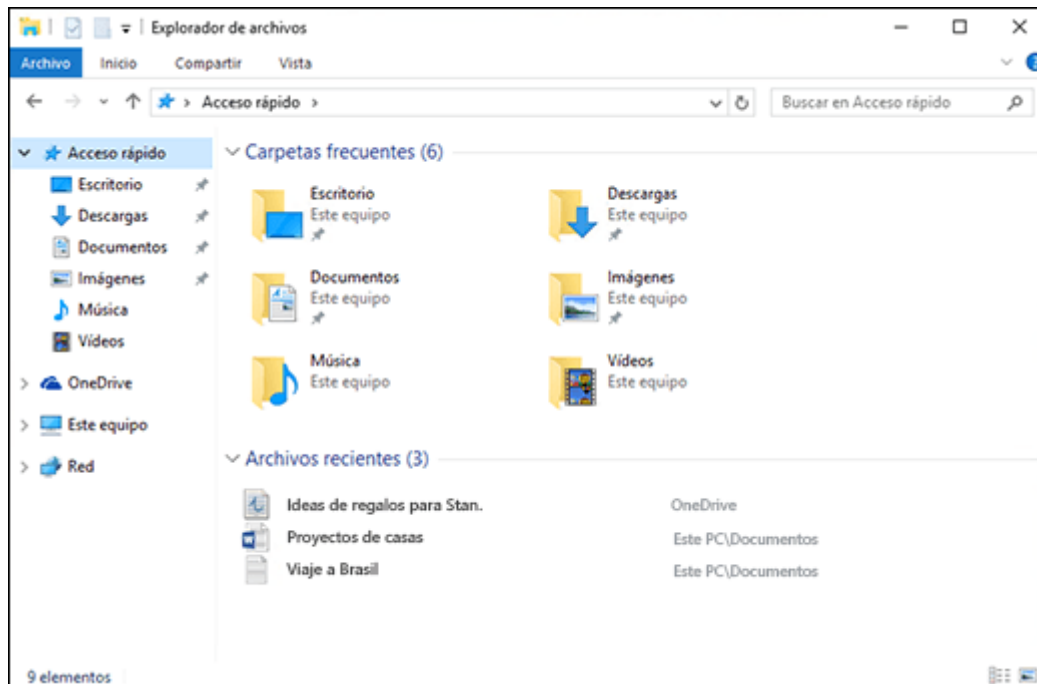 Explorador de archivos
Archivo Inicio Compartir Vista
Acceso rápido Buscar en Acceso rápido
Acceso rápido
Escritorio
Descargas
Documentos
Imágenes
Música
Vídeos
OneDrive
Este equipo
Red
Carpetas frecuentes (6)
Escritorio
Este equipo
Descargas
Este equipo
Documentos
Este equipo
Imágenes
Este equipo
Música
Este equipo
Vídeos
Este equipo
Archivos recientes (3)
Ideas de regalos para Stan. OneDrive
Proyectos de casas Este PC\Documentos
Viaje a Brasil Este PC\Documentos
9 elementos